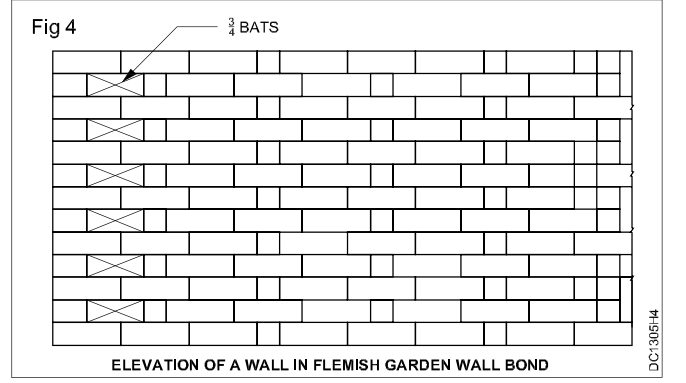 Fig 4
3/4 BATS
ELEVATION OF A WALL IN FLEMISH GARDEN WALL BOND
DC1305H4